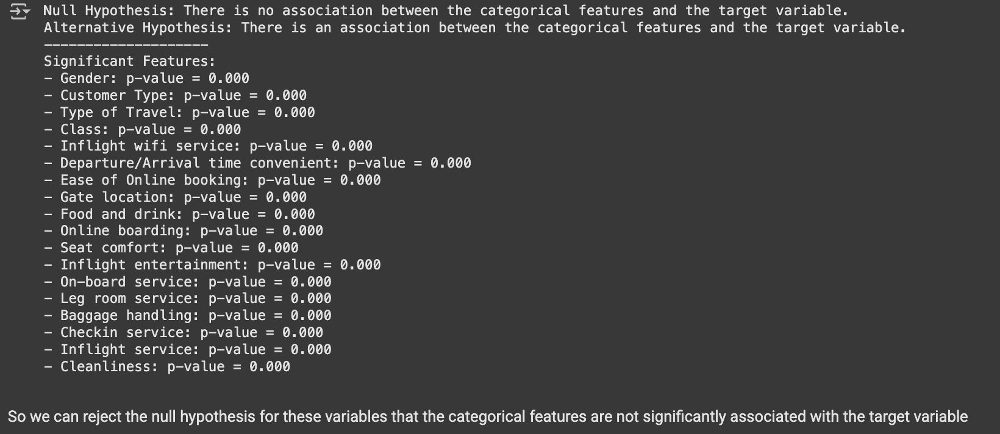 Null Hypothesis: There is no association between the categorical features and the target variable.
Alternative Hypothesis: There is an association between the categorical features and the target variable.
--------------------
Significant Features:
- Gender: p-value = 0.000
- Customer Type: p-value = 0.000
- Type of Travel: p-value = 0.000
- Class: p-value = 0.000
- Inflight wifi service: p-value = 0.000
- Departure/Arrival time convenient: p-value = 0.000
- Ease of Online booking: p-value = 0.000
- Gate location: p-value = 0.000
- Food and drink: p-value = 0.000
- Online boarding: p-value = 0.000
- Seat comfort: p-value = 0.000
- Inflight entertainment: p-value = 0.000
- On-board service: p-value = 0.000
- Leg room service: p-value = 0.000
- Baggage handling: p-value = 0.000
- Checkin service: p-value = 0.000
- Inflight service: p-value = 0.000
- Cleanliness: p-value = 0.000
So we can reject the null hypothesis for these variables that the categorical features are not significantly associated with the target variable